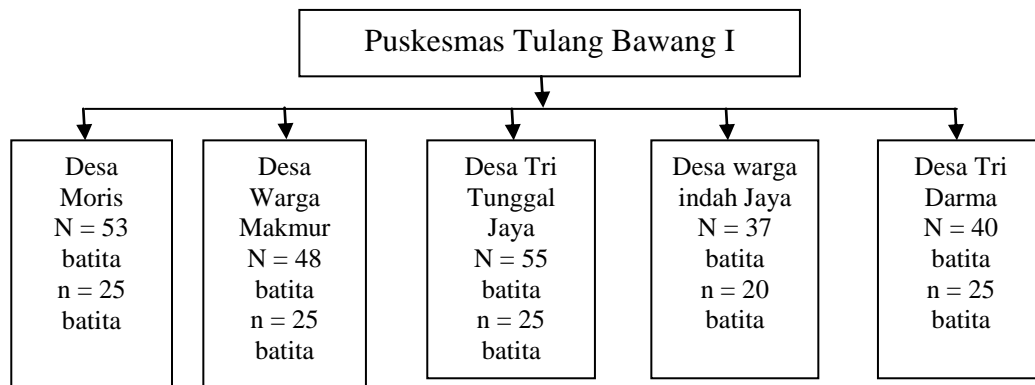 Puskesmas Tulang Bawang I
Desa
Moris
N = 53
batita
n = 25
batita
Desa
Warga
Makmur
N = 48
batita
n = 25
batita
Desa Tri
Tunggal
Jaya
N = 55
batita
n = 25
batita
Desa warga
indah Jaya
N = 37
batita
n = 20
batita
Desa Tri
Darma
N = 40
batita
n = 25
batita